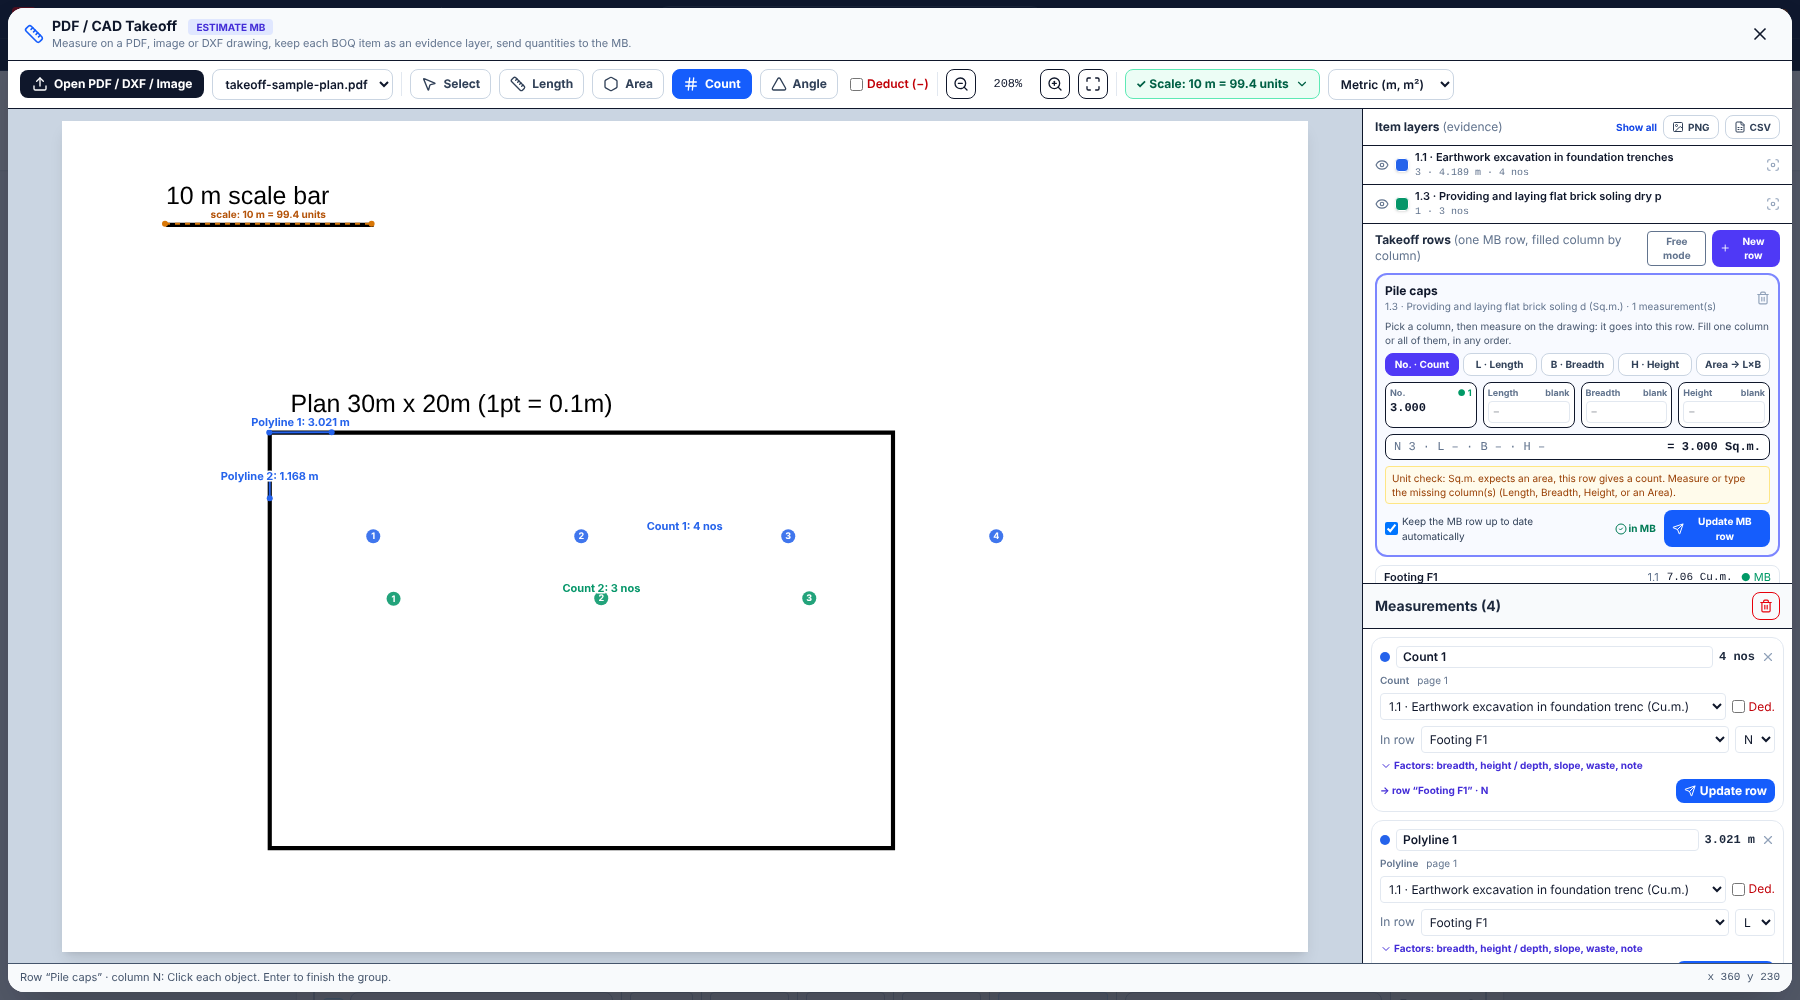 PDF / CAD Takeoff ESTIMATE MB
Measure on a PDF, image or DXF drawing, keep each BOQ item as an evidence layer, send quantities to the MB.
Open PDF / DXF / Image takeoff-sample-plan.pdf Select Length Area Count Angle Deduct (−) 208% ✓ Scale: 10 m = 99.4 units Metric (m, m²)
10 m scale bar
scale: 10 m = 99.4 units
Plan 30m x 20m (1pt = 0.1m)
Polyline 1: 3.021 m
Polyline 2: 1.168 m
Count 1: 4 nos
1 2 3 4
Count 2: 3 nos
1 2 3
Item layers (evidence) Show all PNG CSV
1.1 · Earthwork excavation in foundation trenches
3 · 4.189 m · 4 nos
1.3 · Providing and laying flat brick soling dry p
1 · 3 nos
Takeoff rows (one MB row, filled column by column)
Free mode
+ New row
Pile caps
1.3 · Providing and laying flat brick soling d (Sq.m.) · 1 measurement(s)
Pick a column, then measure on the drawing: it goes into this row. Fill one column
or all of them, in any order.
No. · Count L · Length B · Breadth H · Height Area → L×B
No. 1 Length blank Breadth blank Height blank
3.000 – – –
N 3 · L – · B – · H – = 3.000 Sq.m.
Unit check: Sq.m. expects an area, this row gives a count. Measure or type
the missing column(s) (Length, Breadth, Height, or an Area).
Keep the MB row up to date
automatically
in MB
Update MB row
Footing F1 1.1 7.06 Cu.m. MB
Measurements (4)
Count 1 4 nos
Count page 1
1.1 · Earthwork excavation in foundation trenc (Cu.m.) Ded.
In row Footing F1 N
Factors: breadth, height / depth, slope, waste, note
→ row “Footing F1” · N Update row
Polyline 1 3.021 m
Polyline page 1
1.1 · Earthwork excavation in foundation trenc (Cu.m.) Ded.
In row Footing F1 L
Factors: breadth, height / depth, slope, waste, note
Row “Pile caps” · column N: Click each object. Enter to finish the group. x 360 y 230